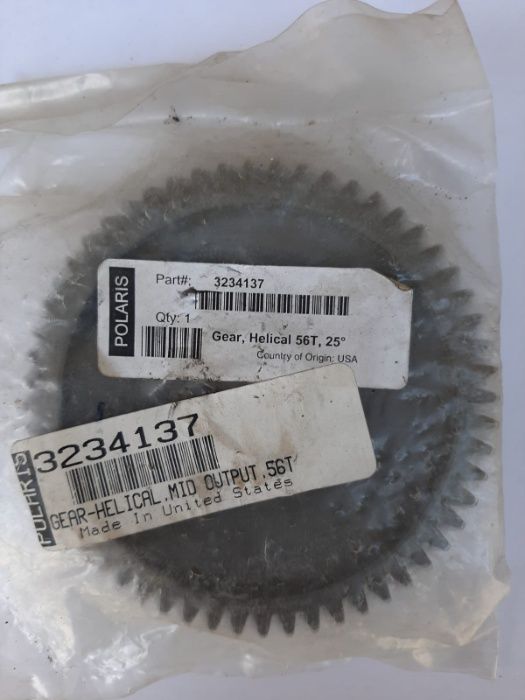 POLARIS
Part#: 3234137
Qty: 1
Gear, Helical 56T, 25°
Country of Origin: USA
POLARIS
3234137
GEAR-HELICAL,MID OUTPUT,56T
Made In United States